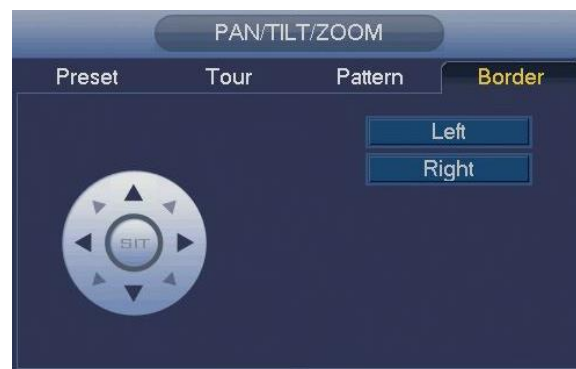 PAN/TILT/ZOOM
Preset Tour Pattern Border
Left
Right
SIT